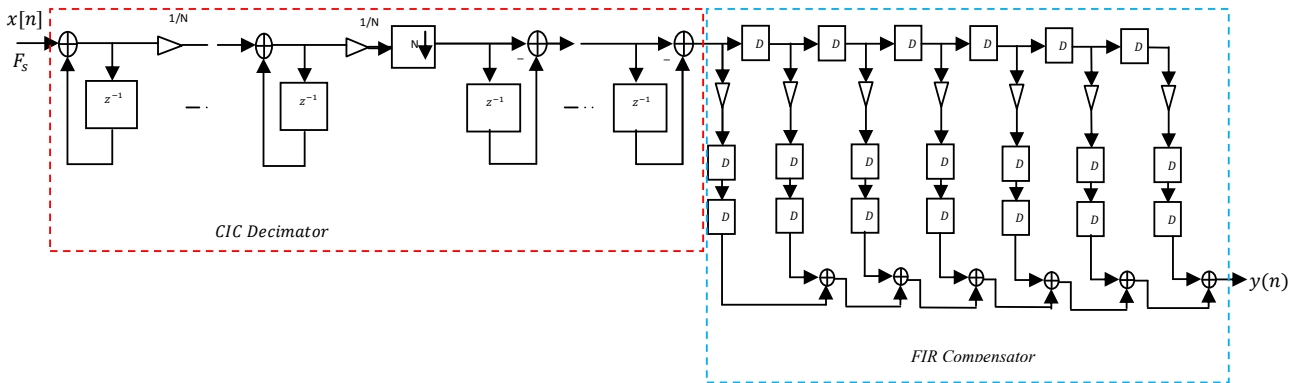 x[n]
F_s
1/N
1/N
N
z⁻¹
z⁻¹
z⁻¹
z⁻¹
−
−
CIC Decimator
D D D D D D
D D D D D D D
D D D D D D D
y(n)
FIR Compensator